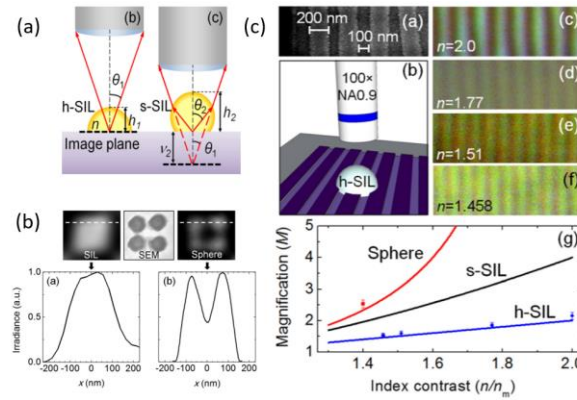 (a)
(b)
(c)
θ1
h-SIL
n
h1
s-SIL
θ2
h2
Image plane
v2
θ1
(b)
SIL
SEM
Sphere
(a)
(b)
Irradiance (a.u.)
1.0
0.8
0.6
0.4
0.2
0.0
-200 -100 0 100 200
-200 -100 0 100 200
x (nm)
x (nm)
(c)
(a)
200 nm
100 nm
(b)
100×
NA0.9
h-SIL
(c)
n=2.0
(d)
n=1.77
(e)
n=1.51
(f)
n=1.458
(g)
Magnification (M)
5
4
3
2
1
Sphere
s-SIL
h-SIL
1.4 1.6 1.8 2.0
Index contrast (n/nm)